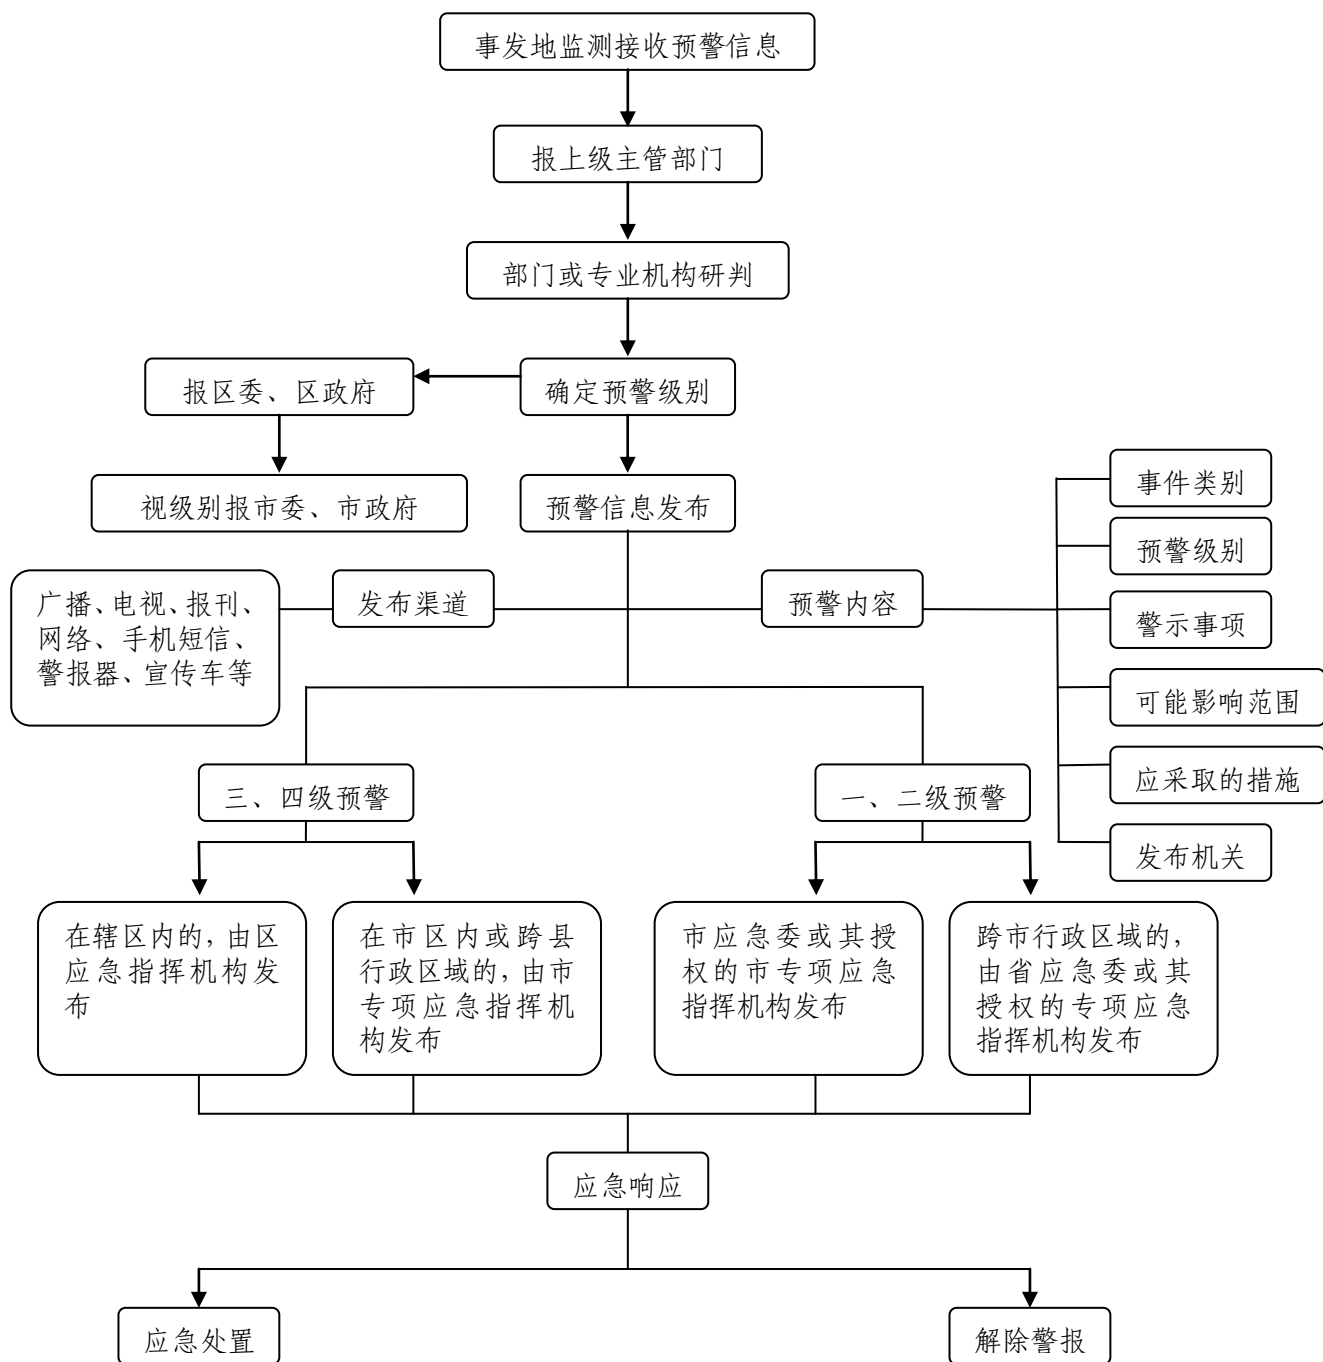 事发地监测接收预警信息
报上级主管部门
部门或专业机构研判
报区委、区政府
确定预警级别
视级别报市委、市政府
预警信息发布
事件类别
预警级别
警示事项
可能影响范围
应采取的措施
发布机关
广播、电视、报刊、
网络、手机短信、
警报器、宣传车等
发布渠道
预警内容
三、四级预警
一、二级预警
在辖区内的，由区
应急指挥机构发
布
在市区内或跨县
行政区域的，由市
专项应急指挥机
构发布
市应急委或其授
权的市专项应急
指挥机构发布
跨市行政区域的，
由省应急委或其
授权的专项应急
指挥机构发布
应急响应
应急处置
解除警报